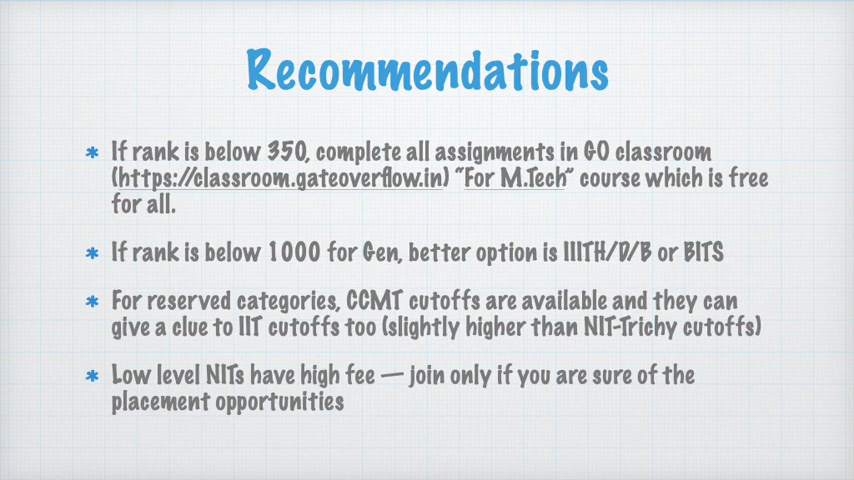 Recommendations
* If rank is below 350, complete all assignments in GO classroom
(https://classroom.gateoverflow.in) "For M.Tech" course which is free
for all.
* If rank is below 1000 for Gen, better option is IIITH/D/B or BITS
* For reserved categories, CCMT cutoffs are available and they can
give a clue to IIT cutoffs too (slightly higher than NIT-Trichy cutoffs)
* Low level NITs have high fee — join only if you are sure of the
placement opportunities